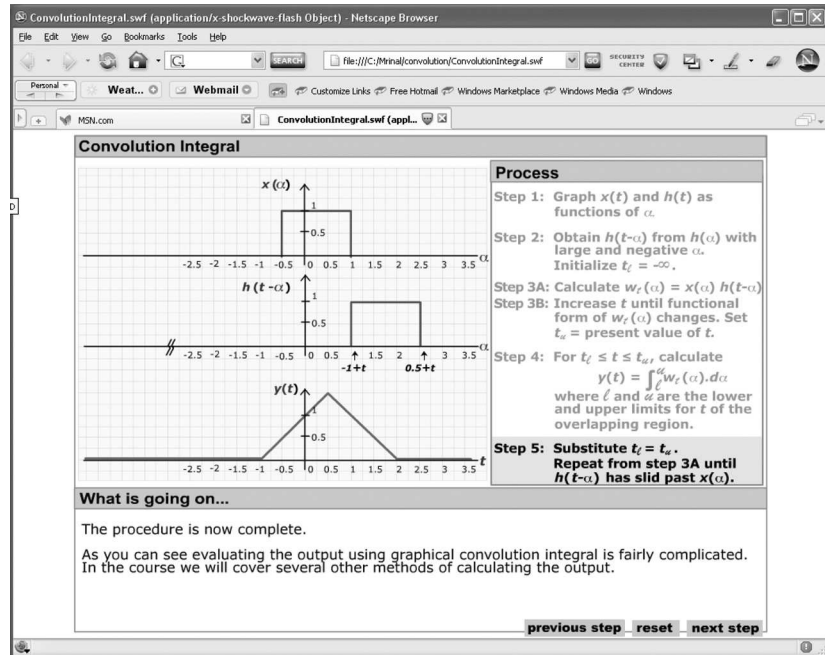 ConvolutionIntegral.swf (application/x-shockwave-flash Object) - Netscape Browser
File Edit View Go Bookmarks Tools Help
SEARCH file:///C:/Mrinal/convolution/ConvolutionIntegral.swf GO SECURITY CENTER N
Personal Weat... Webmail Customize Links Free Hotmail Windows Marketplace Windows Media Windows
MSN.com ConvolutionIntegral.swf (appl...
Convolution Integral
x (α)
1
0.5
-2.5 -2 -1.5 -1 -0.5 0 0.5 1 1.5 2 2.5 3 3.5 α
h (t -α)
1
0.5
-2.5 -2 -1.5 -1 -0.5 0 0.5 1 1.5 2 2.5 3 3.5 α
-1+t 0.5+t
y(t)
1
0.5
-2.5 -2 -1.5 -1 -0.5 0 0.5 1 1.5 2 2.5 3 3.5 t
Process
Step 1: Graph x(t) and h(t) as
functions of α.
Step 2: Obtain h(t-α) from h(α) with
large and negative α.
Initialize tℓ = -∞.
Step 3A: Calculate wt(α) = x(α) h(t-α)
Step 3B: Increase t until functional
form of wt(α) changes. Set
tu = present value of t.
Step 4: For tℓ ≤ t ≤ tu, calculate
y(t) = ∫ℓu wt(α).dα
where ℓ and u are the lower
and upper limits for t of the
overlapping region.
Step 5: Substitute tℓ = tu.
Repeat from step 3A until
h(t-α) has slid past x(α).
What is going on...
The procedure is now complete.
As you can see evaluating the output using graphical convolution integral is fairly complicated.
In the course we will cover several other methods of calculating the output.
previous step reset next step